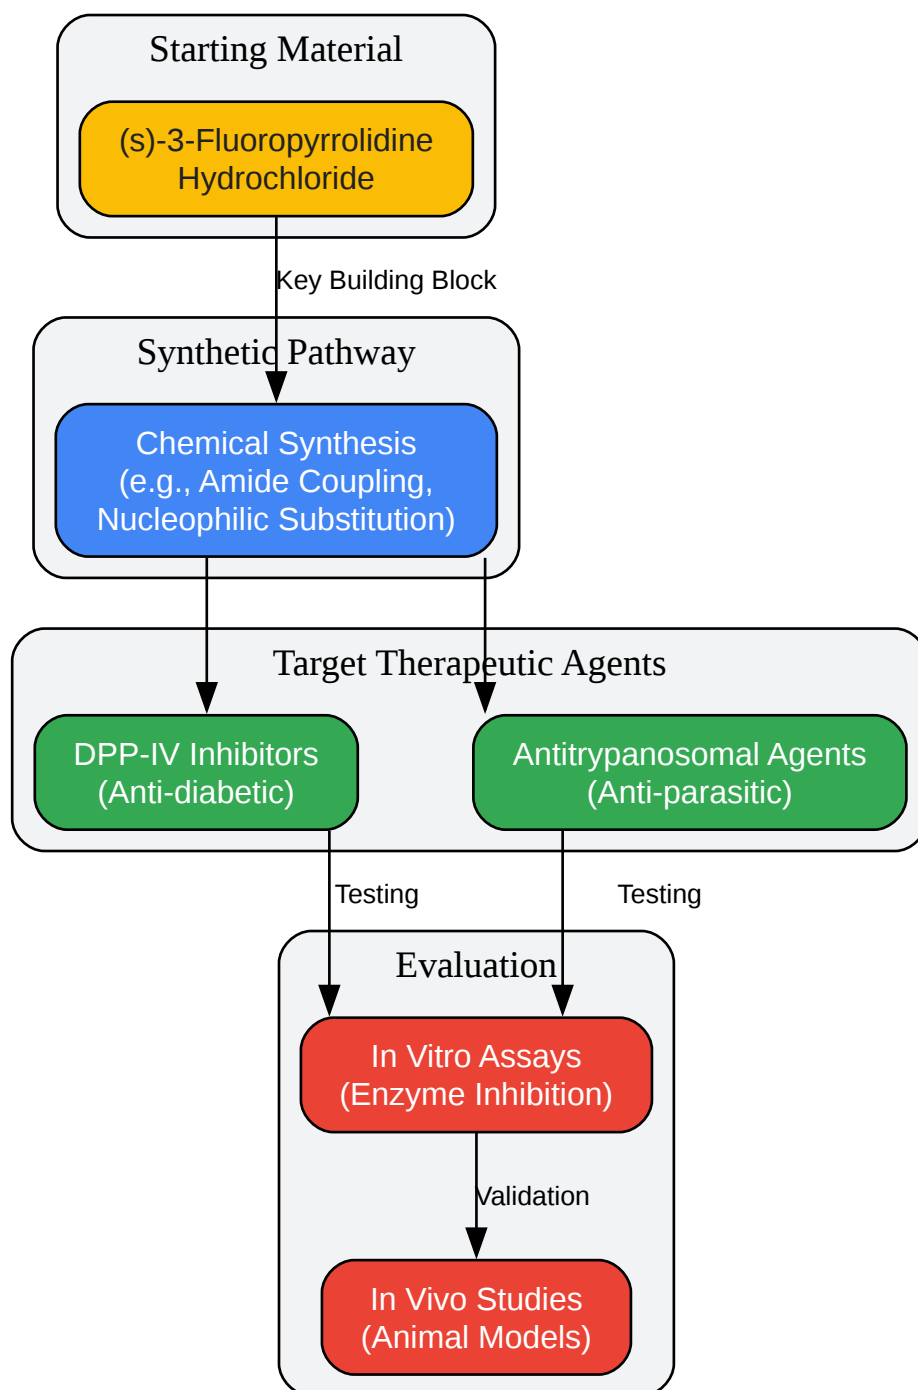 Starting Material
(s)-3-Fluoropyrrolidine
Hydrochloride
Key Building Block
Synthetic Pathway
Chemical Synthesis
(e.g., Amide Coupling,
Nucleophilic Substitution)
Target Therapeutic Agents
DPP-IV Inhibitors
(Anti-diabetic)
Antitrypanosomal Agents
(Anti-parasitic)
Testing
Testing
Evaluation
In Vitro Assays
(Enzyme Inhibition)
Validation
In Vivo Studies
(Animal Models)